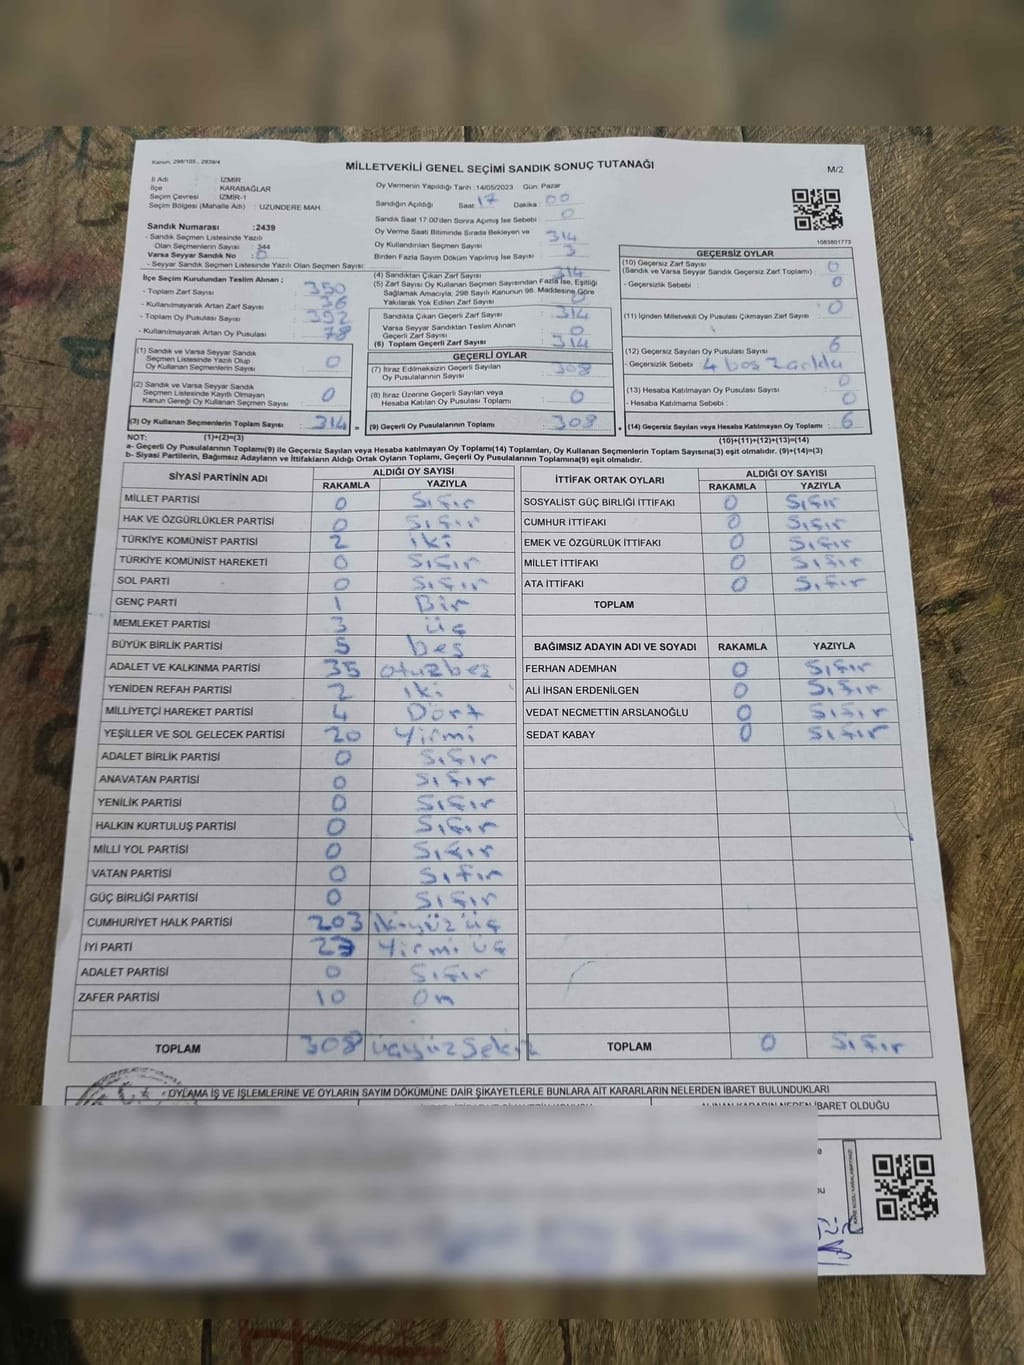 Kanun: 298/105 , 2839/4
MİLLETVEKİLİ GENEL SEÇİMİ SANDIK SONUÇ TUTANAĞI
M/2
İl Adı : İZMİR
İlçe : KARABAĞLAR
Seçim Çevresi : İZMİR-1
Seçim Bölgesi (Mahalle Adı) : UZUNDERE MAH.
Sandık Numarası :2439
- Sandık Seçmen Listesinde Yazılı
Olan Seçmenlerin Sayısı : 344
Varsa Seyyar Sandık No : 0
- Seyyar Sandık Seçmen Listesinde Yazılı Olan Seçmen Sayısı:
Oy Vermenin Yapıldığı Tarih :14/05/2023 Gün: Pazar
Sandığın Açıldığı Saat : 17 Dakika : 00
Sandık Saat 17.00'den Sonra Açılmış İse Sebebi : 0
Oy Verme Saati Bitiminde Sırada Bekleyen ve
Oy Kullandırılan Seçmen Sayısı : 314
Birden Fazla Sayım Döküm Yapılmış İse Sayısı : 3
1083801773
İlçe Seçim Kurulundan Teslim Alınan ;
- Toplam Zarf Sayısı : 350
- Kullanılmayarak Artan Zarf Sayısı
- Toplam Oy Pusulası Sayısı
- Kullanılmayarak Artan Oy Pusulası : 78
(1) Sandık ve Varsa Seyyar Sandık
Seçmen Listesinde Yazılı Olup
Oy Kullanan Seçmenlerin Sayısı : 0
(2) Sandık ve Varsa Seyyar Sandık
Seçmen Listesinde Kayıtlı Olmayan
Kanun Gereği Oy Kullanan Seçmen Sayısı : 0
(3) Oy Kullanan Seçmenlerin Toplam Sayısı : 314
(4) Sandıktan Çıkan Zarf Sayısı : 314
(5) Zarf Sayısı Oy Kullanan Seçmen Sayısından Fazla İse, Eşitliği
Sağlamak Amacıyla; 298 Sayılı Kanunun 98. Maddesine Göre
Yakılarak Yok Edilen Zarf Sayısı : 0
Sandıkta Çıkan Geçerli Zarf Sayısı : 314
Varsa Seyyar Sandıktan Teslim Alınan
Geçerli Zarf Sayısı : 0
(6) Toplam Geçerli Zarf Sayısı : 314
GEÇERLİ OYLAR
(7) İtiraz Edilmeksizin Geçerli Sayılan
Oy Pusulalarının Sayısı : 308
(8) İtiraz Üzerine Geçerli Sayılan veya
Hesaba Katılan Oy Pusulası Toplamı : 0
(9) Geçerli Oy Pusulalarının Toplamı : 308
GEÇERSİZ OYLAR
(10) Geçersiz Zarf Sayısı : 0
(Sandık ve Varsa Seyyar Sandık Geçersiz Zarf Toplamı)
- Geçersizlik Sebebi : 0
(11) İçinden Milletvekili Oy Pusulası Çıkmayan Zarf Sayısı : 0
(12) Geçersiz Sayılan Oy Pusulası Sayısı : 6
- Geçersizlik Sebebi : 4 boş
(13) Hesaba Katılmayan Oy Pusulası Sayısı : 0
- Hesaba Katılmama Sebebi : 0
(14) Geçersiz Sayılan veya Hesaba Katılmayan Oy Toplamı : 6
NOT: (1)+(2)=(3)
(10)+(11)+(12)+(13)=(14)
a- Geçerli Oy Pusulalarının Toplamı(9) ile Geçersiz Sayılan veya Hesaba Katılmayan Oy Toplamı(14) Toplamları, Oy Kullanan Seçmenlerin Toplam Sayısına(3) eşit olmalıdır. (9)+(14)=(3)
b- Siyasi Partilerin, Bağımsız Adayların ve İttifakların Aldığı Ortak Oyların Toplamı, Geçerli Oy Pusulalarının Toplamına(9) eşit olmalıdır.
SİYASİ PARTİNİN ADI ALDIĞI OY SAYISI
RAKAMLA YAZIYLA
MİLLET PARTİSİ 0 Sıfır
HAK VE ÖZGÜRLÜKLER PARTİSİ 0 Sıfır
TÜRKİYE KOMÜNİST PARTİSİ 2 iki
TÜRKİYE KOMÜNİST HAREKETİ 0 Sıfır
SOL PARTİ 0 Sıfır
GENÇ PARTİ 1 Bir
MEMLEKET PARTİSİ 3 üç
BÜYÜK BİRLİK PARTİSİ 5 beş
ADALET VE KALKINMA PARTİSİ 35 otuzbeş
YENİDEN REFAH PARTİSİ 2 iki
MİLLİYETÇİ HAREKET PARTİSİ 4 Dört
YEŞİLLER VE SOL GELECEK PARTİSİ 20 Yirmi
ADALET BİRLİK PARTİSİ 0 Sıfır
ANAVATAN PARTİSİ 0 Sıfır
YENİLİK PARTİSİ 0 Sıfır
HALKIN KURTULUŞ PARTİSİ 0 Sıfır
MİLLİ YOL PARTİSİ 0 Sıfır
VATAN PARTİSİ 0 Sıfır
GÜÇ BİRLİĞİ PARTİSİ 0 Sıfır
CUMHURİYET HALK PARTİSİ 203 ikiyüz üç
İYİ PARTİ 23 Yirmi üç
ADALET PARTİSİ 0 Sıfır
ZAFER PARTİSİ 10 On
TOPLAM 308 üçyüzSekiz
İTTİFAK ORTAK OYLARI ALDIĞI OY SAYISI
RAKAMLA YAZIYLA
SOSYALİST GÜÇ BİRLİĞİ İTTİFAKI 0 Sıfır
CUMHUR İTTİFAKI 0 Sıfır
EMEK VE ÖZGÜRLÜK İTTİFAKI 0 Sıfır
MİLLET İTTİFAKI 0 Sıfır
ATA İTTİFAKI 0 Sıfır
TOPLAM
BAĞIMSIZ ADAYIN ADI VE SOYADI RAKAMLA YAZIYLA
FERHAN ADEMHAN 0 Sıfır
ALİ İHSAN ERDENİLGEN 0 Sıfır
VEDAT NECMETTİN ARSLANOĞLU 0 Sıfır
SEDAT KABAY 0 Sıfır
TOPLAM 0 Sıfır
OYLAMA İŞ VE İŞLEMLERİNE VE OYLARIN SAYIM DÖKÜMÜNE DAİR ŞİKAYETLERLE BUNLARA AİT KARARLARIN NELERDEN İBARET BULUNDUKLARI
ALINAN KARARIN NEDEN İBARET OLDUĞU